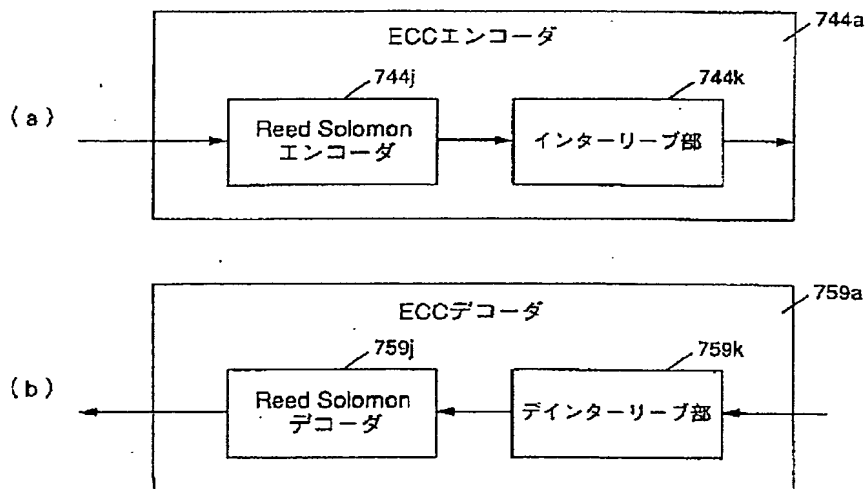 ECCエンコーダ
744a
744j
744k
(a)
Reed Solomon
エンコーダ
インターリーブ部
ECCデコーダ
759a
759j
759k
(b)
Reed Solomon
デコーダ
デインターリーブ部